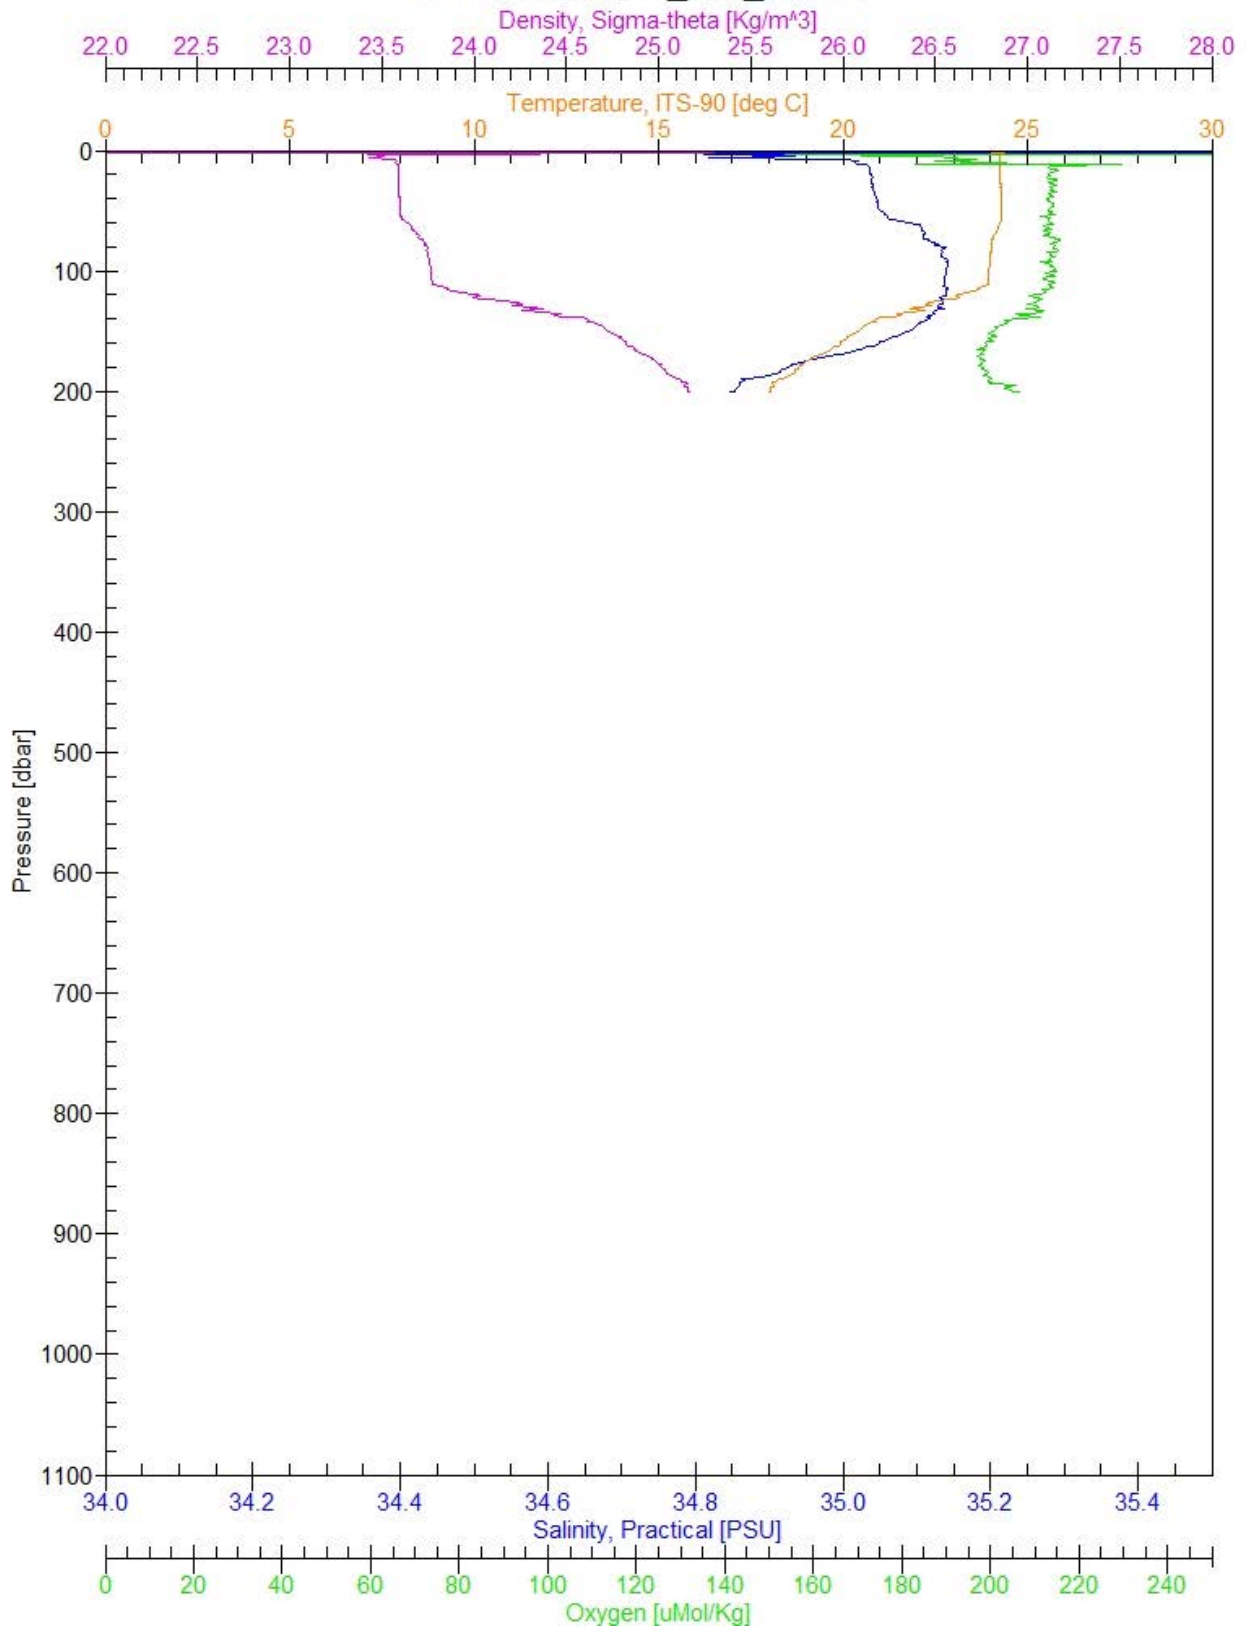 Density, Sigma-theta [Kg/m^3]
22.0 22.5 23.0 23.5 24.0 24.5 25.0 25.5 26.0 26.5 27.0 27.5 28.0
Temperature, ITS-90 [deg C]
0 5 10 15 20 25 30
0
100
200
300
400
500
600
700
800
900
1000
1100
Pressure [dbar]
34.0 34.2 34.4 34.6 34.8 35.0 35.2 35.4
Salinity, Practical [PSU]
0 20 40 60 80 100 120 140 160 180 200 220 240
Oxygen [uMol/Kg]